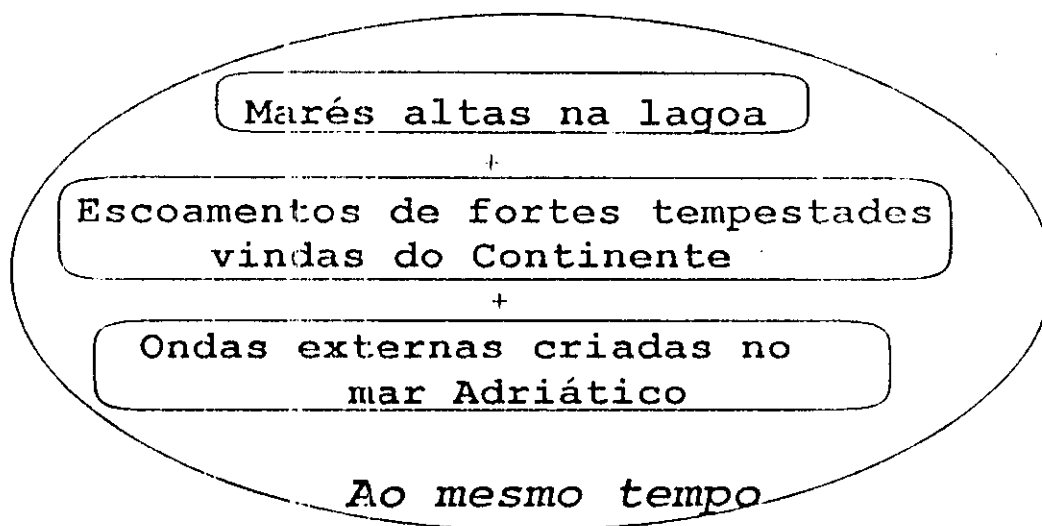 Marés altas na lagoa
+
Escoamentos de fortes tempestades
vindas do Continente
+
Ondas externas criadas no
mar Adriático
Ao mesmo tempo